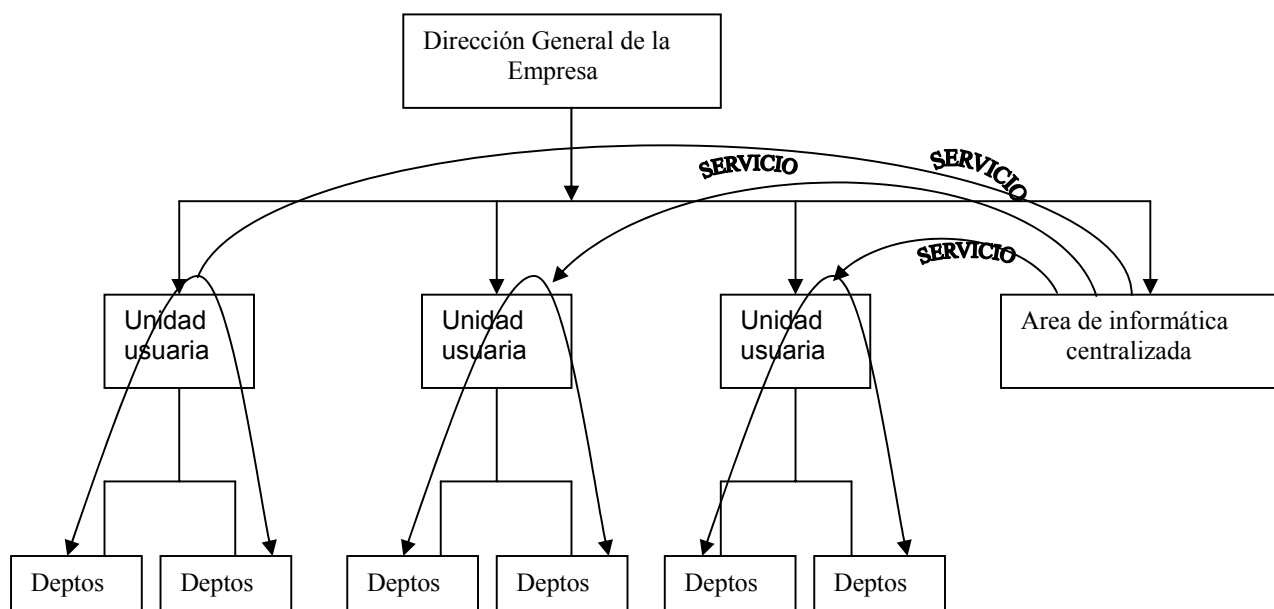 Dirección General de la
Empresa
SERVICIO
SERVICIO
SERVICIO
Unidad
usuaria
Unidad
usuaria
Unidad
usuaria
Area de informática
centralizada
Deptos
Deptos
Deptos
Deptos
Deptos
Deptos